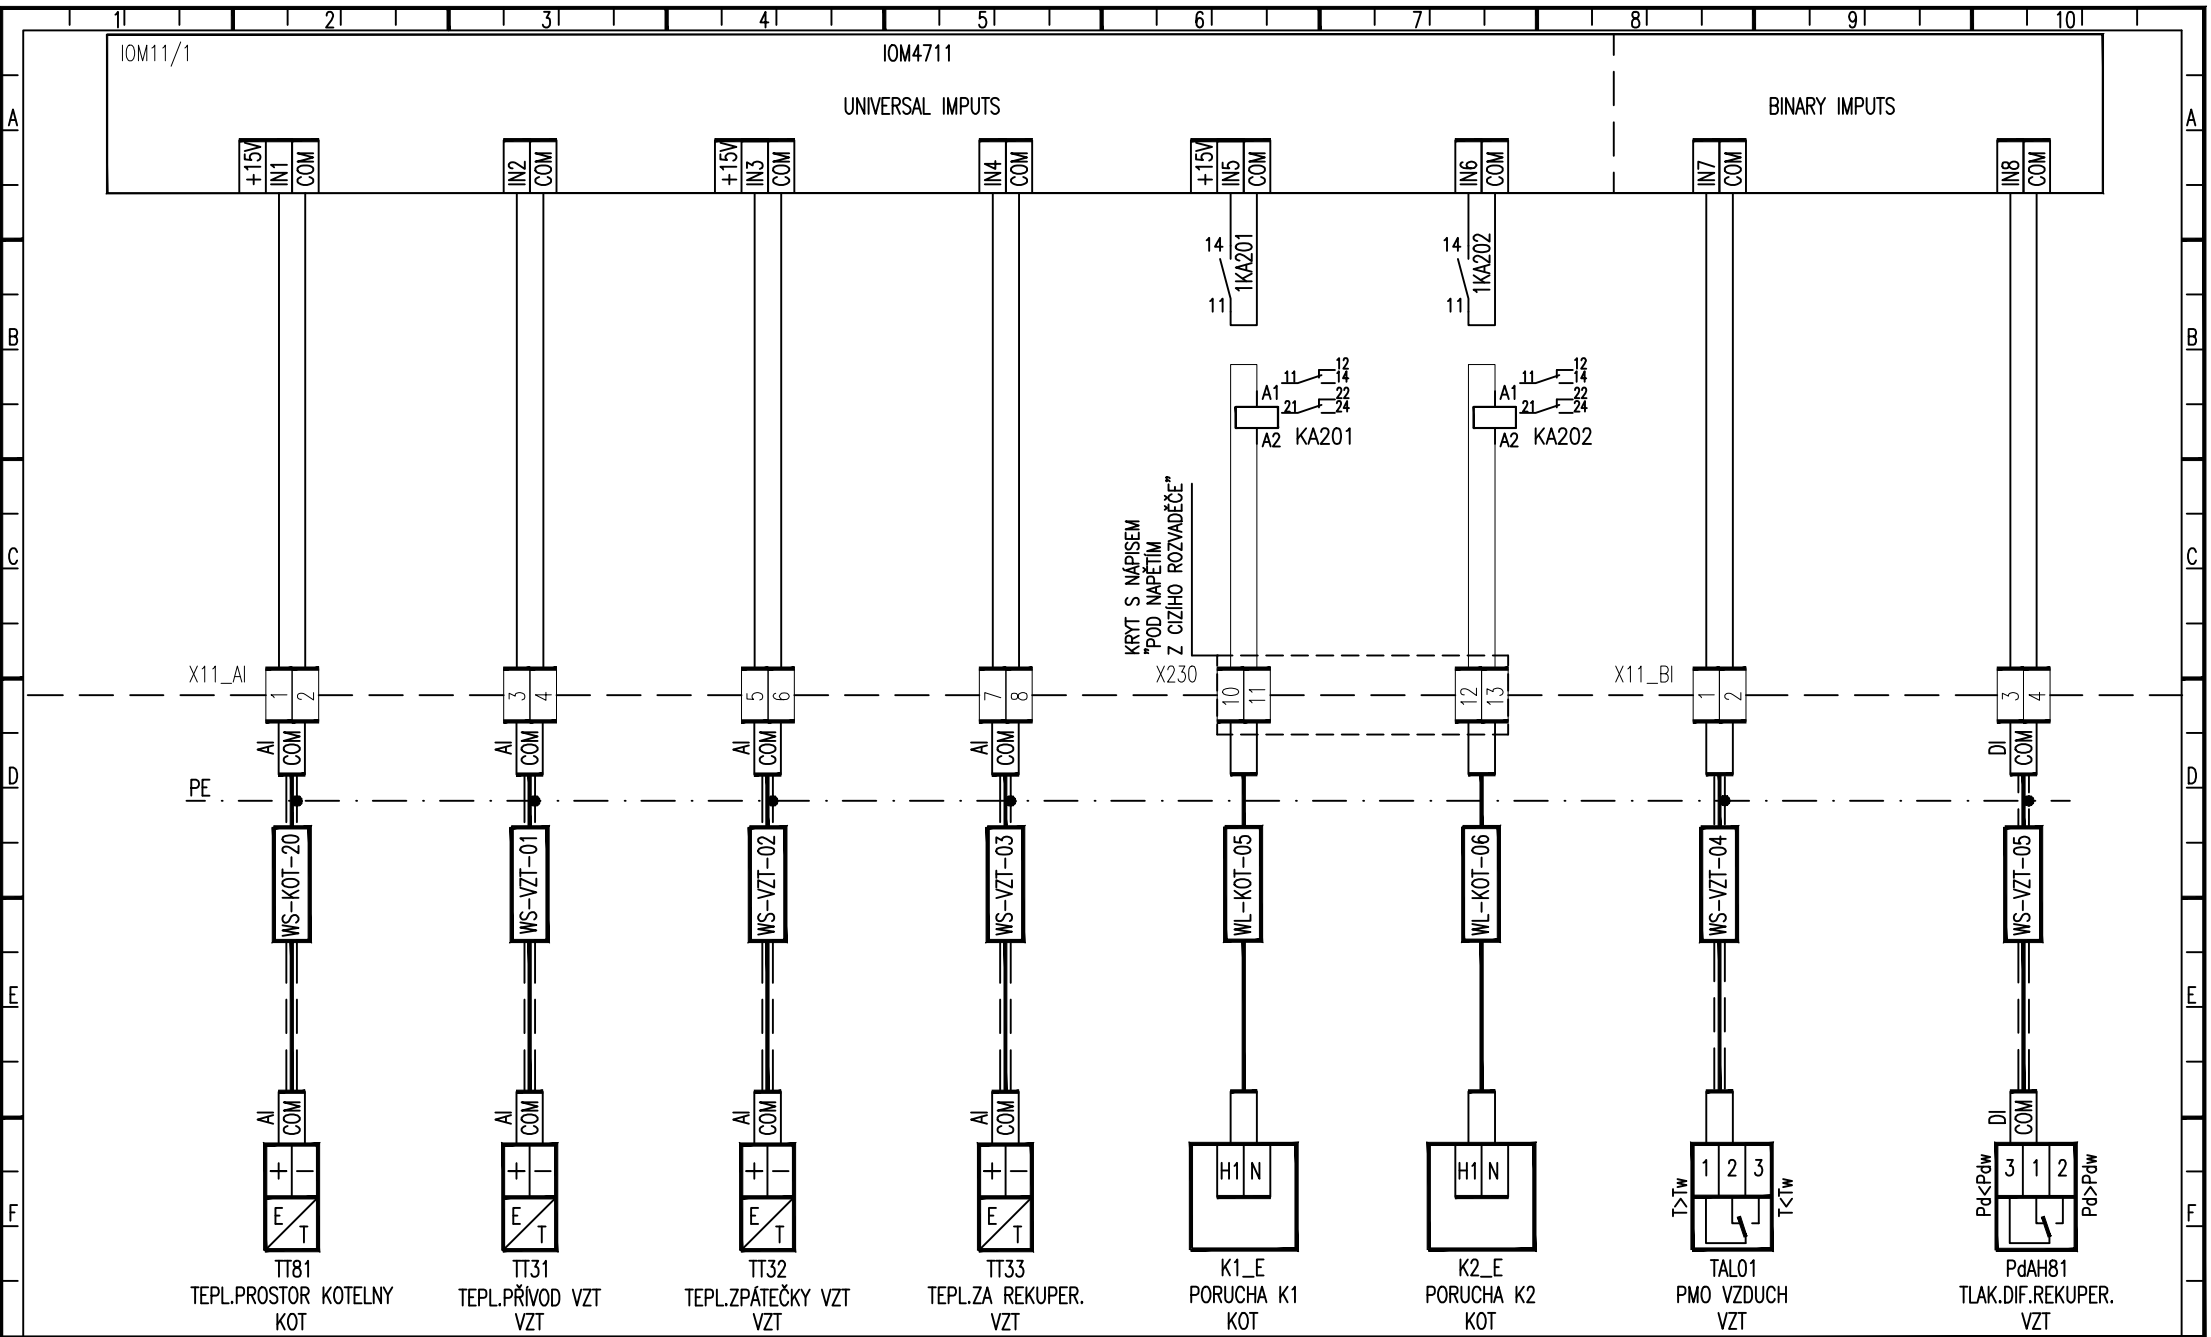 1 2 3 4 5 6 7 8 9 10
IOM11/1 IOM4711
UNIVERSAL IMPUTS BINARY IMPUTS
A A
+15V IN1 COM IN2 COM +15V IN3 COM IN4 COM +15V IN5 COM IN6 COM IN7 COM IN8 COM
14 1KA201 14 1KA202
11 11
B B
12 12
11 14 11 14
A1 22 A1 22
21 24 21 24
A2 KA201 A2 KA202
KRYT S NÁPISEM
"POD NAPĚTÍM
Z CIZÍHO ROZVADĚČE"
C C
X11_AI X230 X11_BI
1 2 3 4 5 6 7 8 10 11 12 13 1 2 3 4
AI COM AI COM AI COM AI COM DI COM
D D
PE
WS-KOT-20 WS-VZT-01 WS-VZT-02 WS-VZT-03 WL-KOT-05 WL-KOT-06 WS-VZT-04 WS-VZT-05
E E
AI COM AI COM AI COM AI COM DI COM
+ - + - + - + - H1 N H1 N 1 2 3 3 1 2
T>Tw T<Tw Pd<Pdw Pd>Pdw
F F
E/T E/T E/T E/T
TT81 TT31 TT32 TT33 K1_E K2_E TAL01 PdAH81
TEPL.PROSTOR KOTELNY TEPL.PŘÍVOD VZT TEPL.ZPÁTEČKY VZT TEPL.ZA REKUPER. PORUCHA K1 PORUCHA K2 PMO VZDUCH TLAK.DIF.REKUPER.
KOT VZT VZT VZT KOT KOT VZT VZT